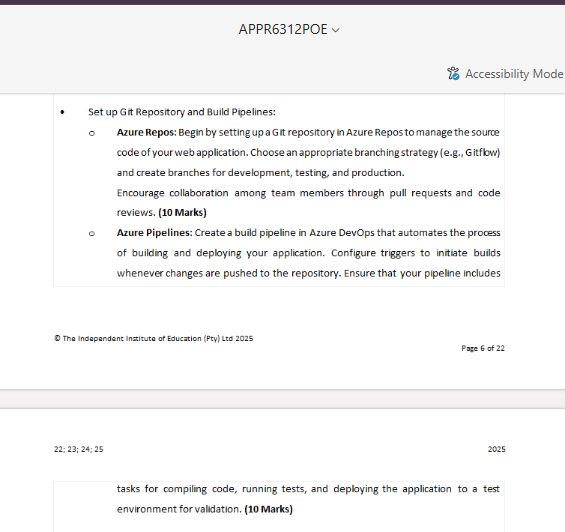 APPR6312POE
Accessibility Mode
• Set up Git Repository and Build Pipelines:
o Azure Repos: Begin by setting up a Git repository in Azure Repos to manage the source
code of your web application. Choose an appropriate branching strategy (e.g., Gitflow)
and create branches for development, testing, and production.
Encourage collaboration among team members through pull requests and code
reviews. (10 Marks)
o Azure Pipelines: Create a build pipeline in Azure DevOps that automates the process
of building and deploying your application. Configure triggers to initiate builds
whenever changes are pushed to the repository. Ensure that your pipeline includes
© The Independent Institute of Education (Pty) Ltd 2025
Page 6 of 22
22; 23; 24; 25 2025
tasks for compiling code, running tests, and deploying the application to a test
environment for validation. (10 Marks)